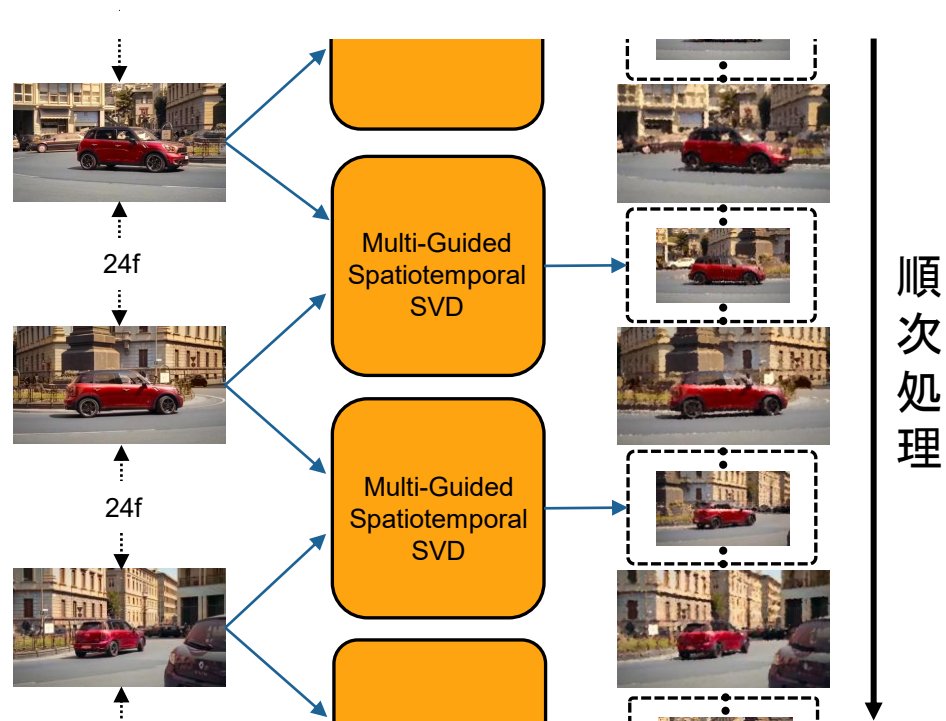 24f
24f
Multi-Guided
Spatiotemporal
SVD
Multi-Guided
Spatiotemporal
SVD
順次処理